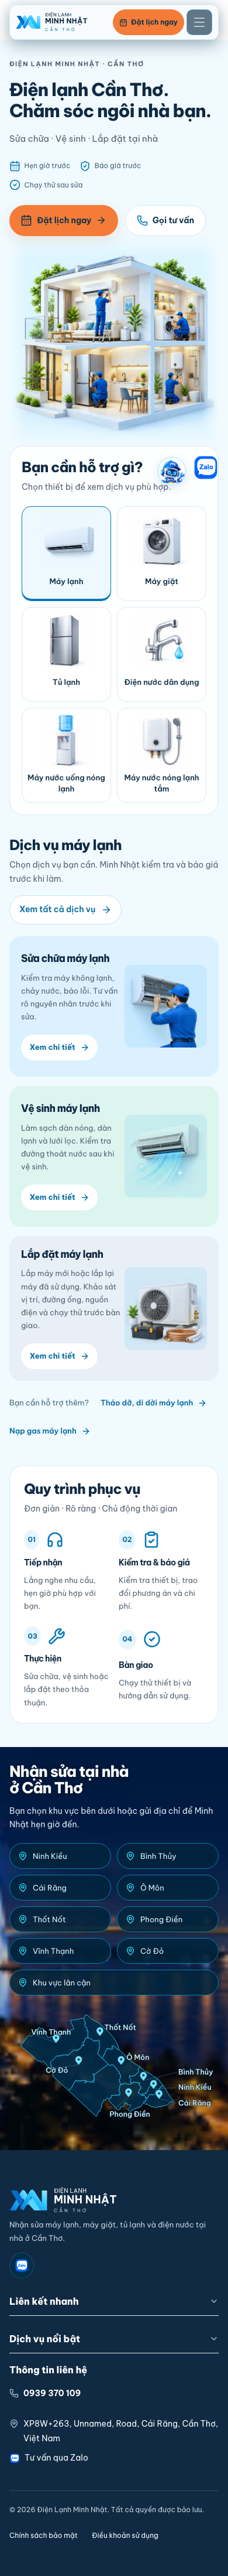 ĐIỆN LẠNH
MINH NHẬT
CẦN THƠ
Đặt lịch ngay
ĐIỆN LẠNH MINH NHẬT · CẦN THƠ
Điện lạnh Cần Thơ.
Chăm sóc ngôi nhà bạn.
Sửa chữa · Vệ sinh · Lắp đặt tại nhà
Hẹn giờ trước
Báo giá trước
Chạy thử sau sửa
Đặt lịch ngay
Gọi tư vấn
Bạn cần hỗ trợ gì?
Zalo
Chọn thiết bị để xem dịch vụ phù hợp.
Máy lạnh
Máy giặt
Tủ lạnh
Điện nước dân dụng
Máy nước uống nóng
lạnh
Máy nước nóng lạnh
tắm
Dịch vụ máy lạnh
Chọn dịch vụ bạn cần. Minh Nhật kiểm tra và báo giá
trước khi làm.
Xem tất cả dịch vụ
Sửa chữa máy lạnh
Kiểm tra máy không lạnh,
chảy nước, báo lỗi. Tư vấn
rõ nguyên nhân trước khi
sửa.
Xem chi tiết
Vệ sinh máy lạnh
Làm sạch dàn nóng, dàn
lạnh và lưới lọc. Kiểm tra
đường thoát nước sau khi
vệ sinh.
Xem chi tiết
Lắp đặt máy lạnh
Lắp máy mới hoặc lắp lại
máy đã sử dụng. Khảo sát
vị trí, đường ống, nguồn
điện và chạy thử trước bàn
giao.
Xem chi tiết
Bạn cần hỗ trợ thêm?
Tháo dỡ, di dời máy lạnh
Nạp gas máy lạnh
Quy trình phục vụ
Đơn giản · Rõ ràng · Chủ động thời gian
01
Tiếp nhận
Lắng nghe nhu cầu,
hẹn giờ phù hợp với
bạn.
02
Kiểm tra & báo giá
Kiểm tra thiết bị, trao
đổi phương án và chi
phí.
03
Thực hiện
Sửa chữa, vệ sinh hoặc
lắp đặt theo thỏa
thuận.
04
Bàn giao
Chạy thử thiết bị và
hướng dẫn sử dụng.
Nhận sửa tại nhà
ở Cần Thơ
Bạn chọn khu vực bên dưới hoặc gửi địa chỉ để Minh
Nhật hẹn giờ đến.
Ninh Kiều
Bình Thủy
Cái Răng
Ô Môn
Thốt Nốt
Phong Điền
Vĩnh Thạnh
Cờ Đỏ
Khu vực lân cận
Thốt Nốt
Vĩnh Thạnh
Ô Môn
Cờ Đỏ
Bình Thủy
Ninh Kiều
Cái Răng
Phong Điền
ĐIỆN LẠNH
MINH NHẬT
CẦN THƠ
Nhận sửa máy lạnh, máy giặt, tủ lạnh và điện nước tại
nhà ở Cần Thơ.
Zalo
Liên kết nhanh
Dịch vụ nổi bật
Thông tin liên hệ
0939 370 109
XP8W+263, Unnamed, Road, Cái Răng, Cần Thơ,
Việt Nam
Tư vấn qua Zalo
© 2026 Điện Lạnh Minh Nhật. Tất cả quyền được bảo lưu.
Chính sách bảo mật
Điều khoản sử dụng